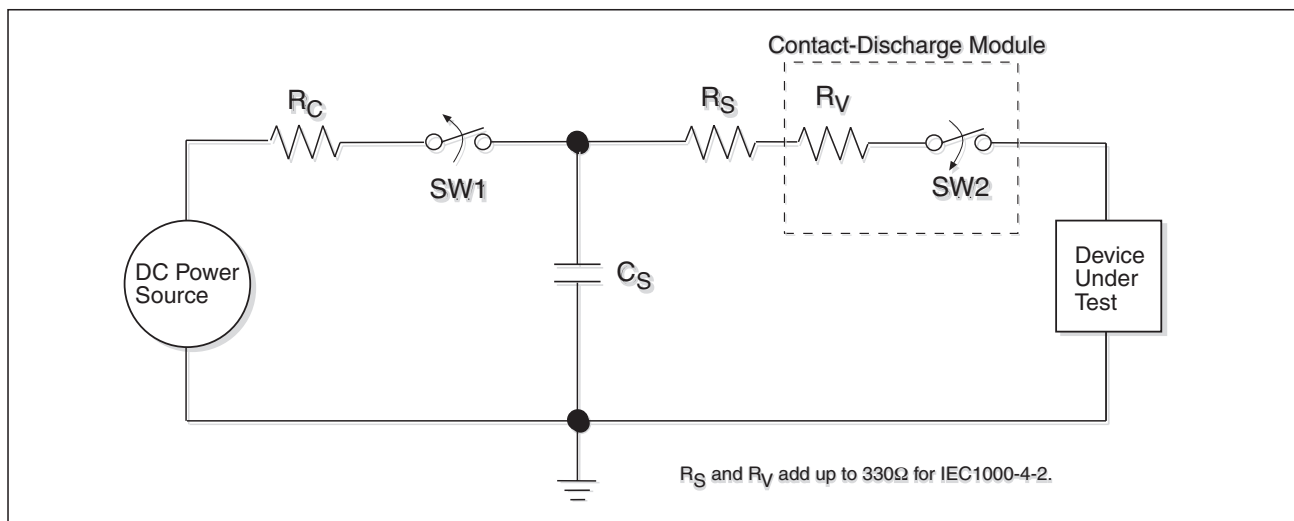 Contact-Discharge Module
RC
SW1
RS
RV
SW2
DC Power
Source
CS
Device
Under
Test
RS and RV add up to 330Ω for IEC1000-4-2.